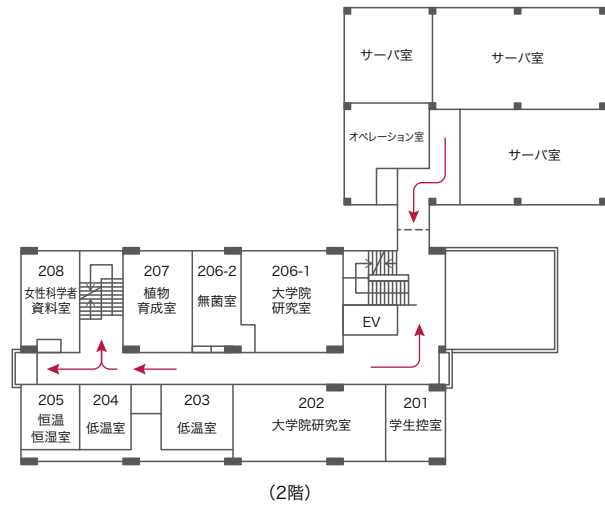 サーバ室
サーバ室
オペレーション室
サーバ室
208
女性科学者
資料室
207
植物
育成室
206-2
無菌室
206-1
大学院
研究室
EV
205
恒温
恒湿室
204
低温室
203
低温室
202
大学院研究室
201
学生控室
（2階）